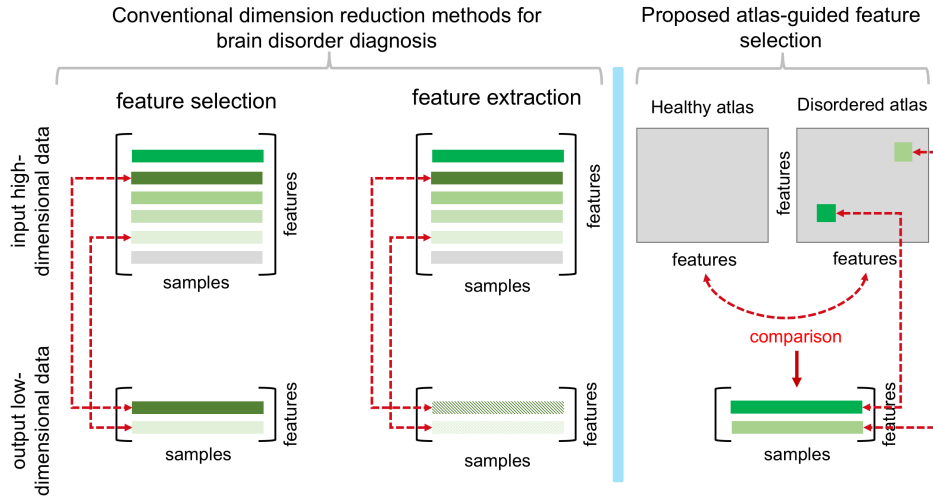 Conventional dimension reduction methods for
brain disorder diagnosis
Proposed atlas-guided feature
selection
feature selection
feature extraction
Healthy atlas
Disordered atlas
input high-
dimensional data
features
samples
features
samples
features
features
features
comparison
output low-
dimensional data
features
samples
features
samples
features
samples